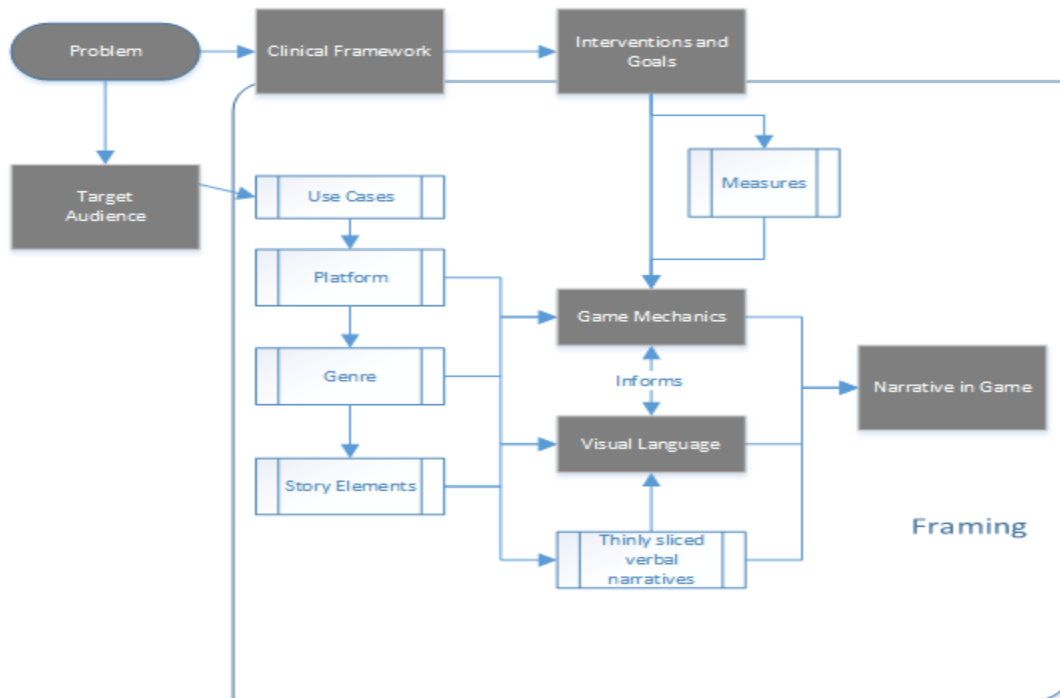 Problem
Clinical Framework
Interventions and
Goals
Target
Audience
Use Cases
Measures
Platform
Game Mechanics
Genre
Informs
Narrative in Game
Visual Language
Story Elements
Framing
Thinly sliced
verbal
narratives